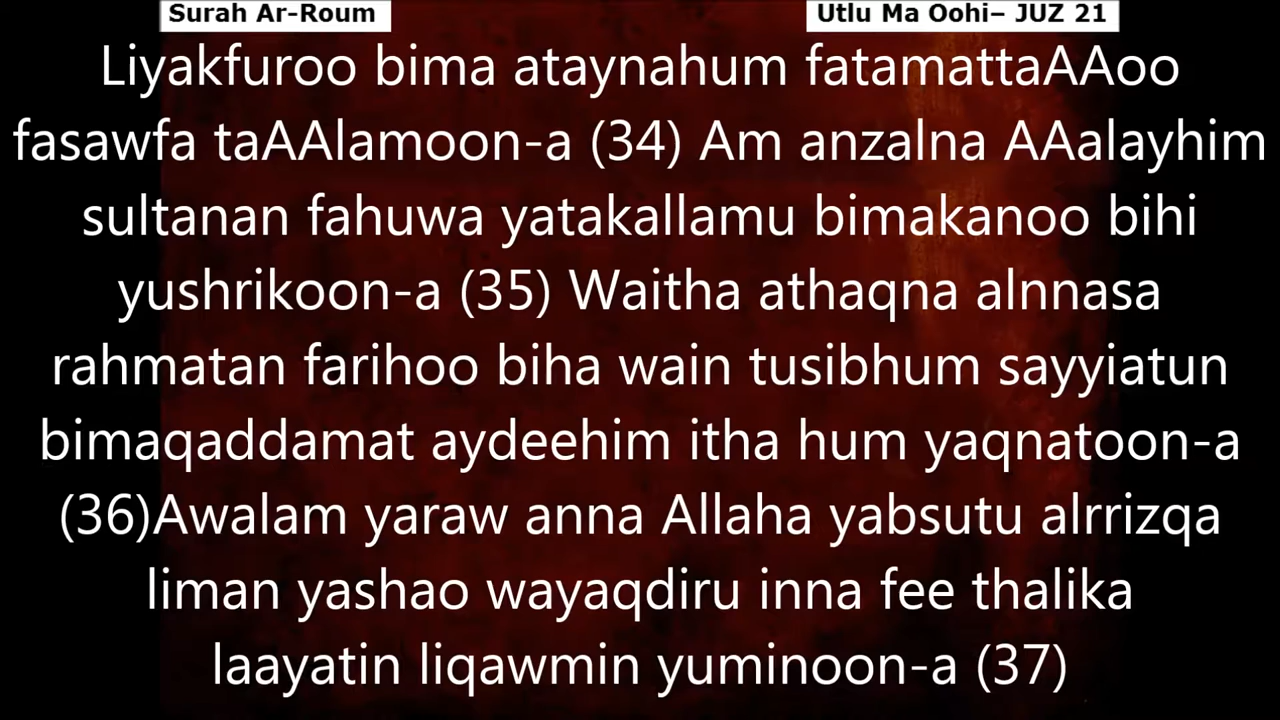 Surah Ar-Roum
Utlu Ma Oohi– JUZ 21
Liyakfuroo bima ataynahum fatamattaAAoo
fasawfa taAAlamoon-a (34) Am anzalna AAalayhim
sultanan fahuwa yatakallamu bimakanoo bihi
yushrikoon-a (35) Waitha athaqna alnnasa
rahmatan farihoo biha wain tusibhum sayyiatun
bimaqaddamat aydeehim itha hum yaqnatoon-a
(36)Awalam yaraw anna Allaha yabsutu alrrizqa
liman yashao wayaqdiru inna fee thalika
laayatin liqawmin yuminoon-a (37)